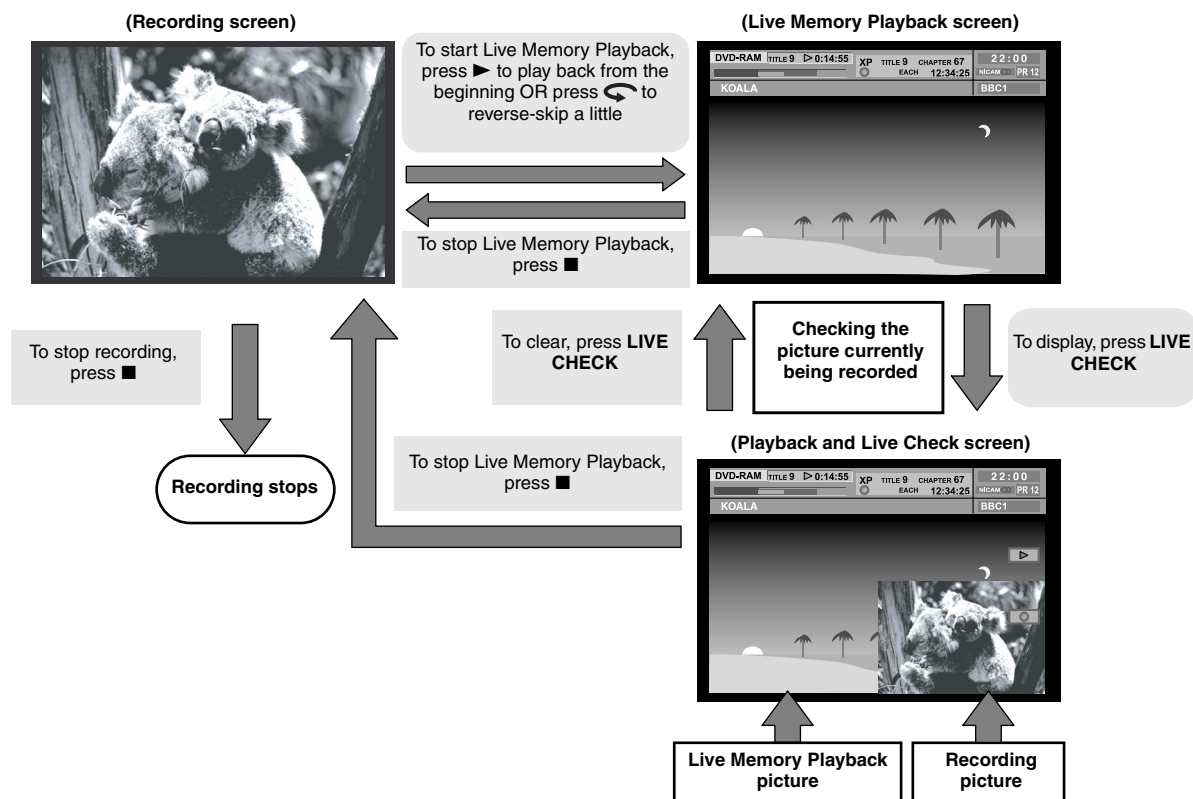 (Recording screen)
To start Live Memory Playback,
press ► to play back from the
beginning OR press to
reverse-skip a little
(Live Memory Playback screen)
DVD-RAM TITLE 9 ▷ 0:14:55 XP TITLE 9 CHAPTER 67 22:00
EACH 12:34:25 NICAM PR 12
KOALA BBC1
To stop Live Memory Playback,
press ■
To stop recording,
press ■
Recording stops
To clear, press LIVE
CHECK
Checking the
picture currently
being recorded
To display, press LIVE
CHECK
To stop Live Memory Playback,
press ■
(Playback and Live Check screen)
DVD-RAM TITLE 9 ▷ 0:14:55 XP TITLE 9 CHAPTER 67 22:00
EACH 12:34:25 NICAM PR 12
KOALA BBC1
Live Memory Playback
picture
Recording
picture